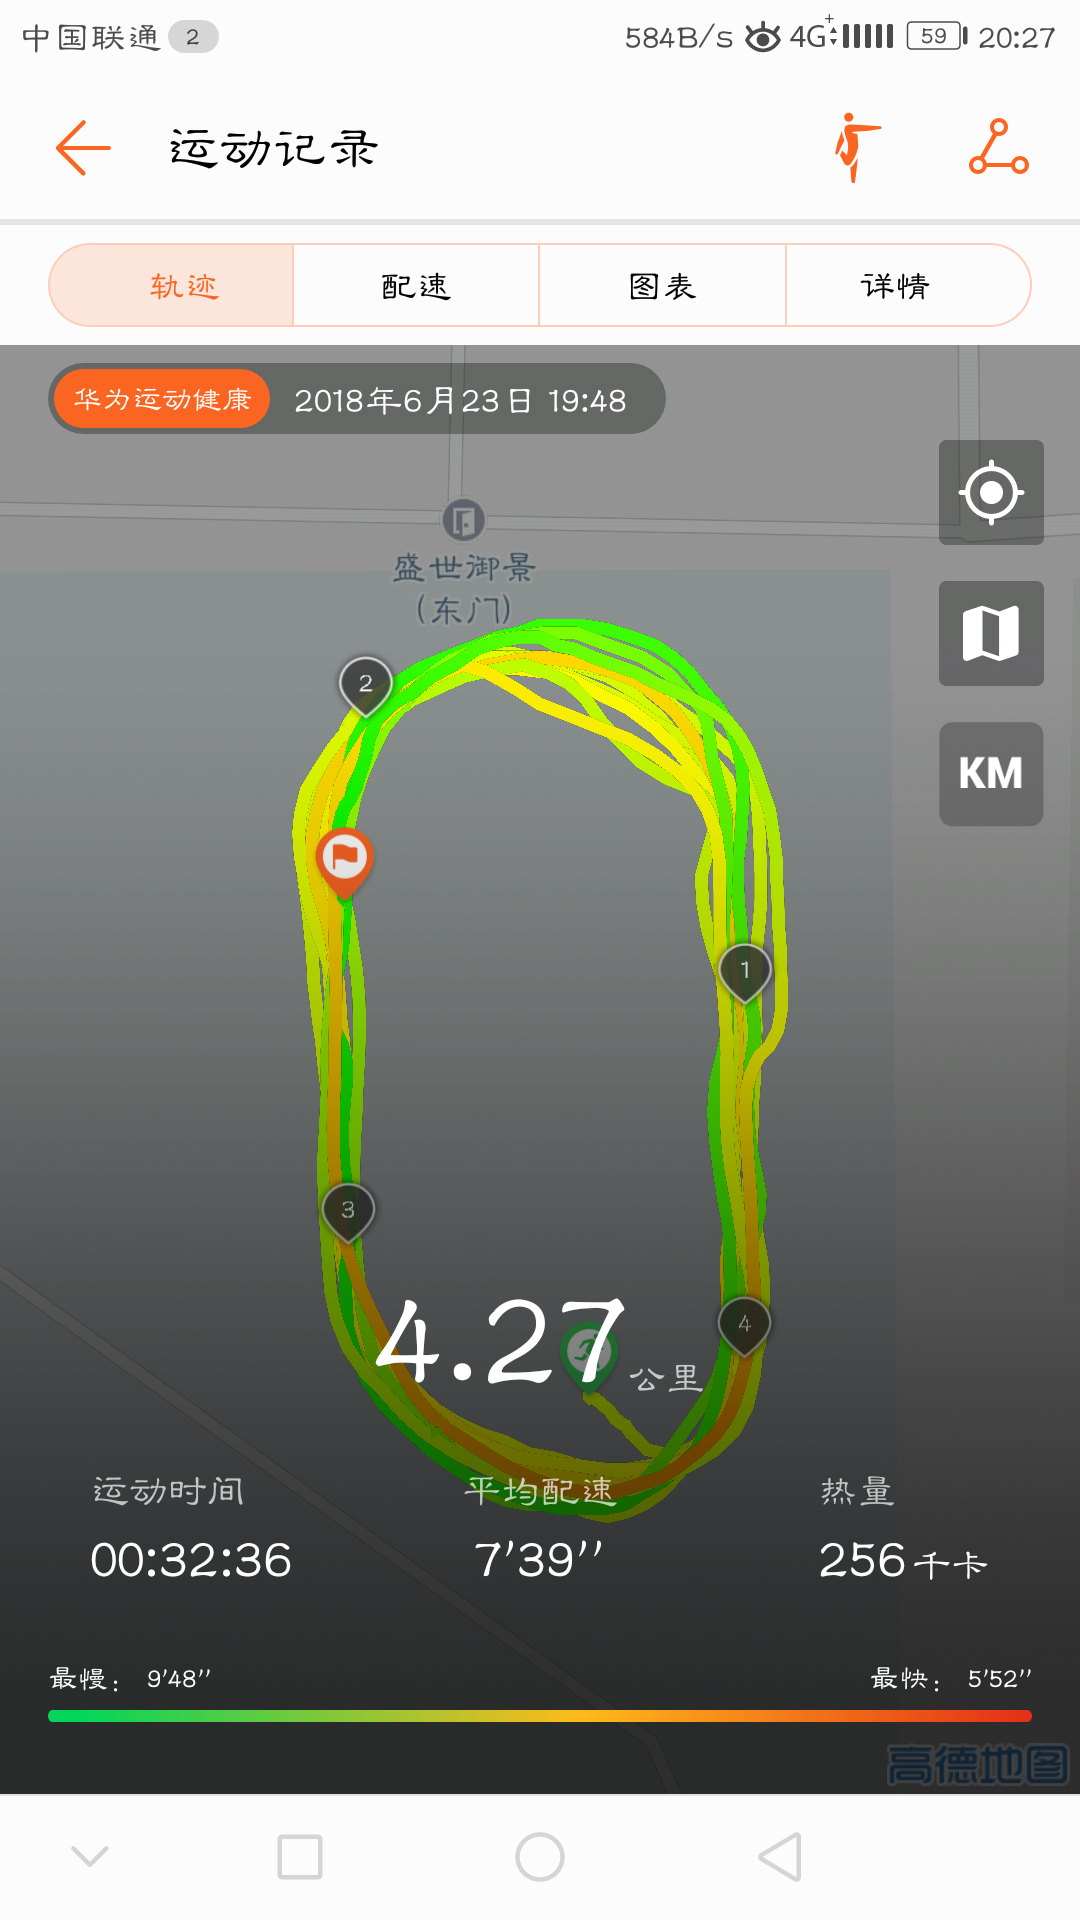 中国联通 2 584B/s 4G+ 59 20:27
运动记录
轨迹 配速 图表 详情
华为运动健康 2018年6月23日 19:48
盛世御景
(东门)
KM
2
1
3
4
4.27 公里
运动时间 平均配速 热量
00:32:36 7'39'' 256千卡
最慢： 9'48'' 最快： 5'52''
高德地图